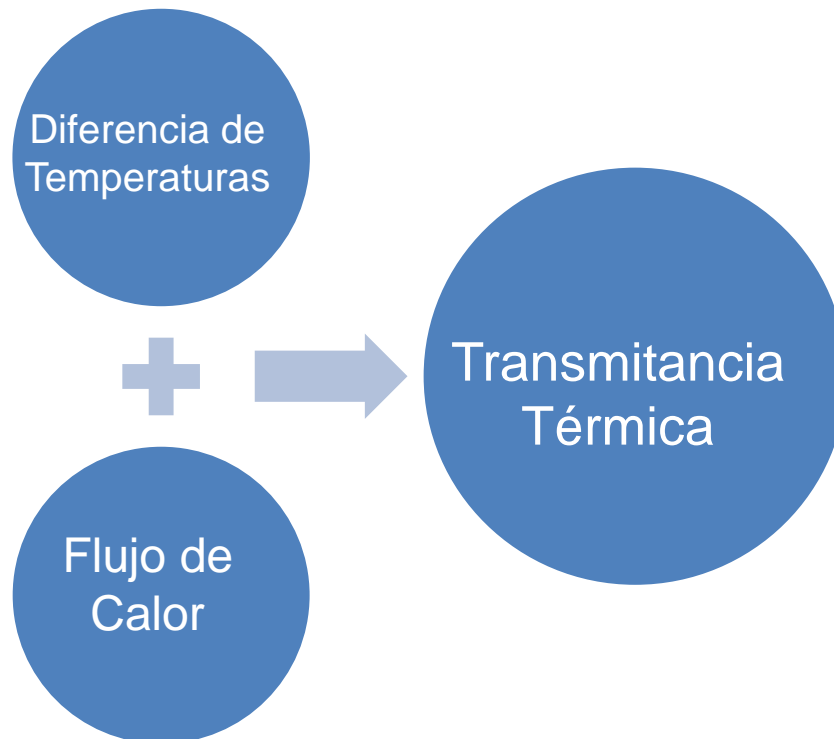 Diferencia de
Temperaturas
Transmitancia
Térmica
Flujo de
Calor